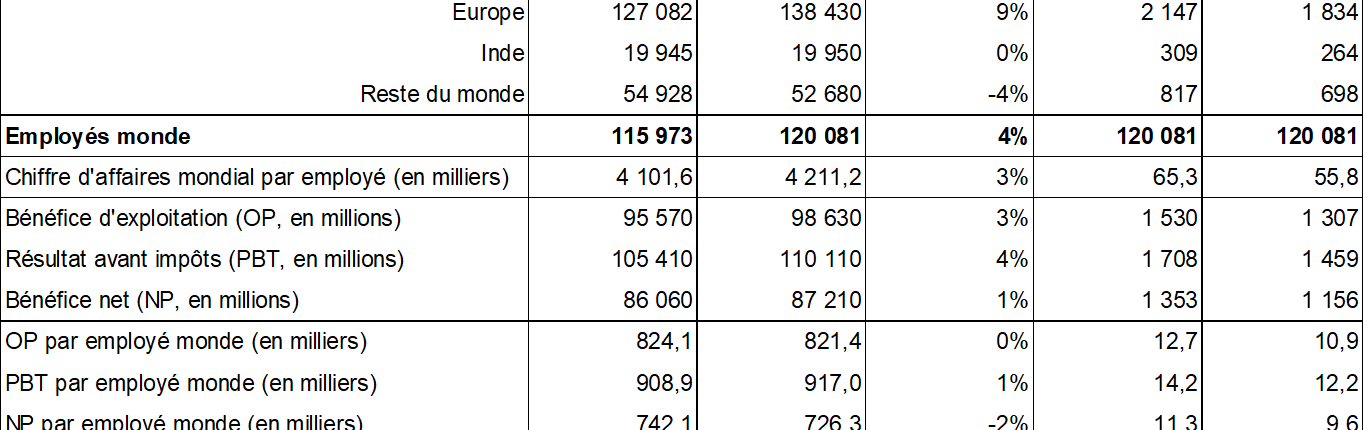 Europe 127 082 138 430 9% 2 147 1 834
Inde 19 945 19 950 0% 309 264
Reste du monde 54 928 52 680 -4% 817 698
Employés monde 115 973 120 081 4% 120 081 120 081
Chiffre d'affaires mondial par employé (en milliers) 4 101,6 4 211,2 3% 65,3 55,8
Bénéfice d'exploitation (OP, en millions) 95 570 98 630 3% 1 530 1 307
Résultat avant impôts (PBT, en millions) 105 410 110 110 4% 1 708 1 459
Bénéfice net (NP, en millions) 86 060 87 210 1% 1 353 1 156
OP par employé monde (en milliers) 824,1 821,4 0% 12,7 10,9
PBT par employé monde (en milliers) 908,9 917,0 1% 14,2 12,2
NP par employé monde (en milliers) 742,1 726,3 -2% 11,3 9,6